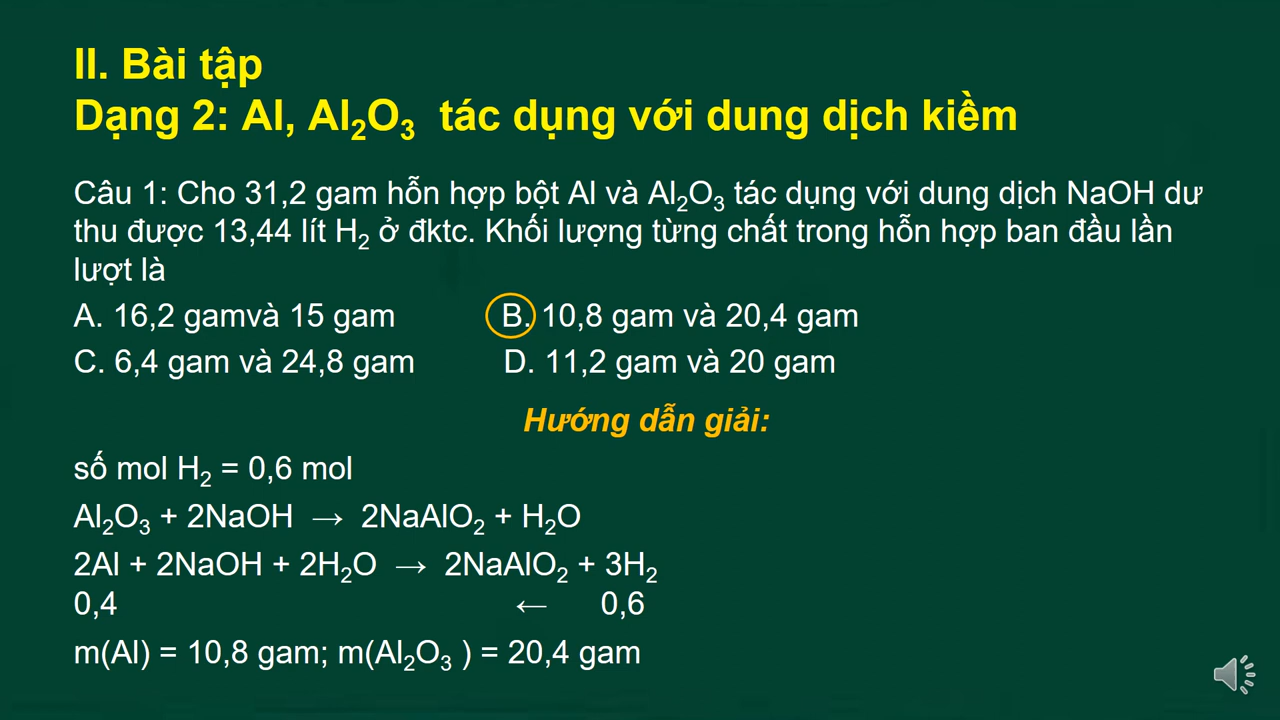 II. Bài tập
Dạng 2: Al, Al₂O₃ tác dụng với dung dịch kiềm
Câu 1: Cho 31,2 gam hỗn hợp bột Al và Al₂O₃ tác dụng với dung dịch NaOH dư
thu được 13,44 lít H₂ ở đktc. Khối lượng từng chất trong hỗn hợp ban đầu lần
lượt là
A. 16,2 gamvà 15 gam B. 10,8 gam và 20,4 gam
C. 6,4 gam và 24,8 gam D. 11,2 gam và 20 gam
Hướng dẫn giải:
số mol H₂ = 0,6 mol
Al₂O₃ + 2NaOH → 2NaAlO₂ + H₂O
2Al + 2NaOH + 2H₂O → 2NaAlO₂ + 3H₂
0,4 ← 0,6
m(Al) = 10,8 gam; m(Al₂O₃ ) = 20,4 gam